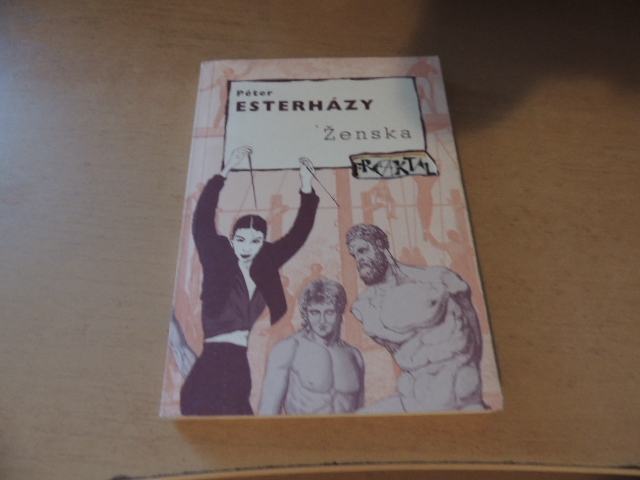 Péter
ESTERHÁZY
Ženska
FRAKTAL